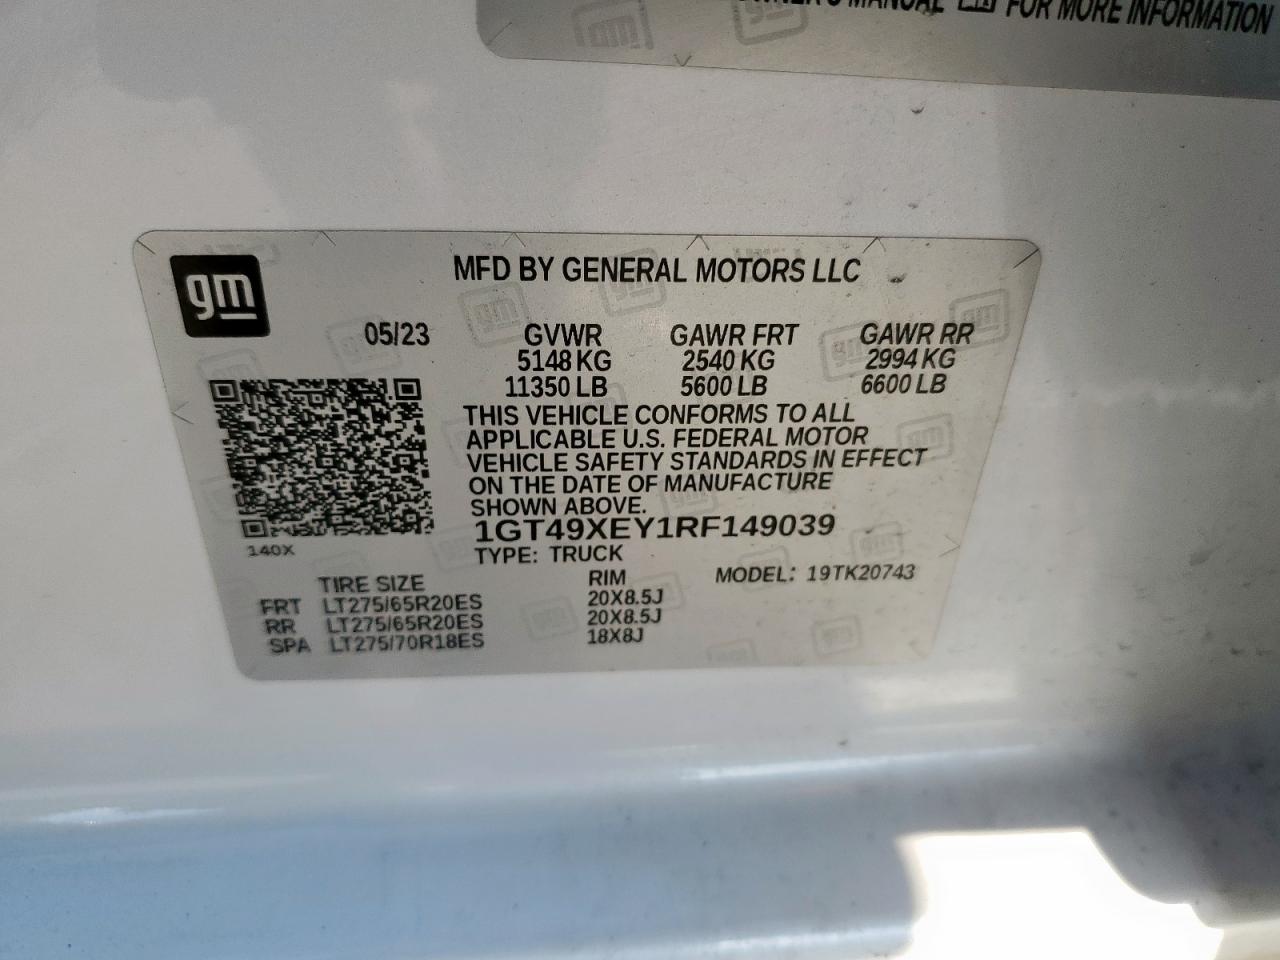 OWNER'S MANUAL FOR MORE INFORMATION
gm
MFD BY GENERAL MOTORS LLC
05/23 GVWR GAWR FRT GAWR RR
5148 KG 2540 KG 2994 KG
11350 LB 5600 LB 6600 LB
THIS VEHICLE CONFORMS TO ALL
APPLICABLE U.S. FEDERAL MOTOR
VEHICLE SAFETY STANDARDS IN EFFECT
ON THE DATE OF MANUFACTURE
SHOWN ABOVE.
1GT49XEY1RF149039
140X
TYPE: TRUCK
TIRE SIZE RIM MODEL: 19TK20743
FRT LT275/65R20ES 20X8.5J
RR LT275/65R20ES 20X8.5J
SPA LT275/70R18ES 18X8J